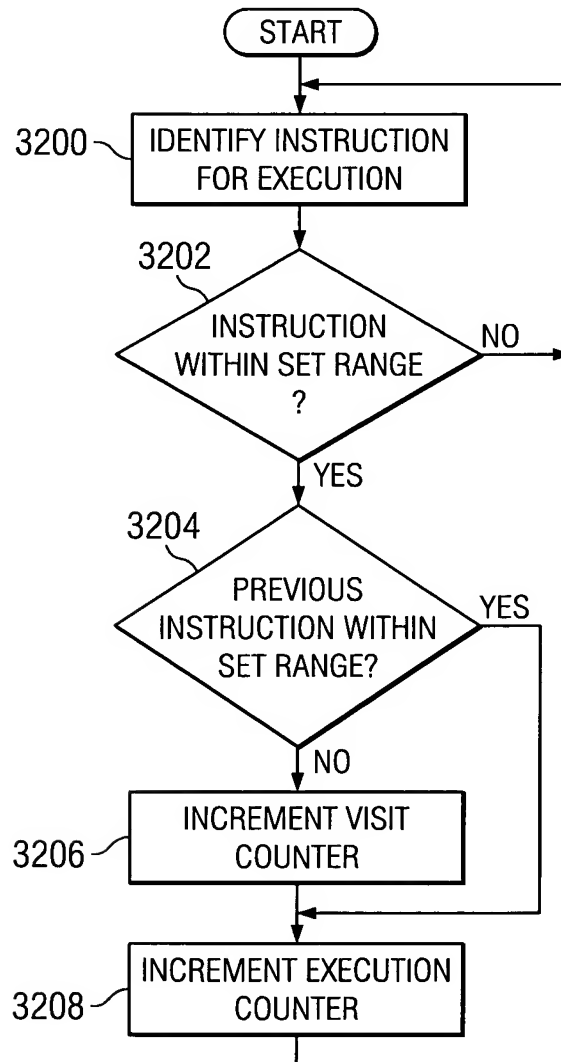 START
3200
IDENTIFY INSTRUCTION
FOR EXECUTION
3202
INSTRUCTION
WITHIN SET RANGE
?
NO
YES
3204
PREVIOUS
INSTRUCTION WITHIN
SET RANGE?
YES
NO
3206
INCREMENT VISIT
COUNTER
3208
INCREMENT EXECUTION
COUNTER